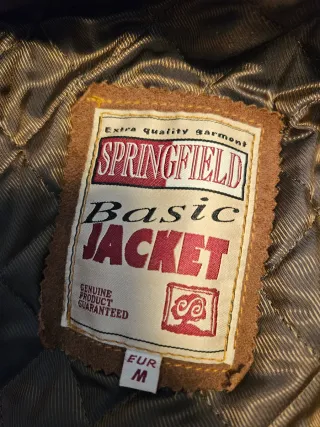 Extra quality garment
SPRINGFIELD
Basic
JACKET
GENUINE
PRODUCT
GUARANTEED
EUR
M